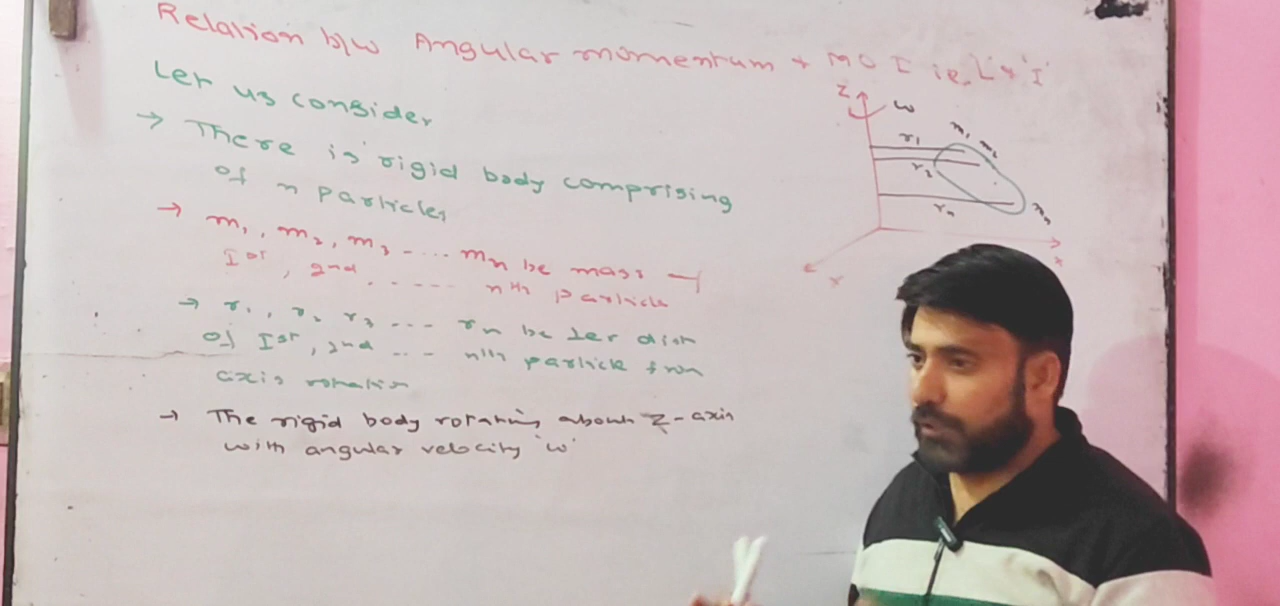 Relation b/w Angular momentum & MOI ie. L & 'I'
Let us consider
→ There is rigid body comprising
of n particles
→ m1, m2, m3 ---- mn be mass of
Ist, 2nd, ------ nth particle
→ r1, r2 r3 --- rn be ⊥er distn
of Ist, 2nd --- nth particle from
axis rotation
→ The rigid body rotating about Z-axis
with angular velocity 'w'
Z
w
r1
m1
m2
r2
rn
mn
x